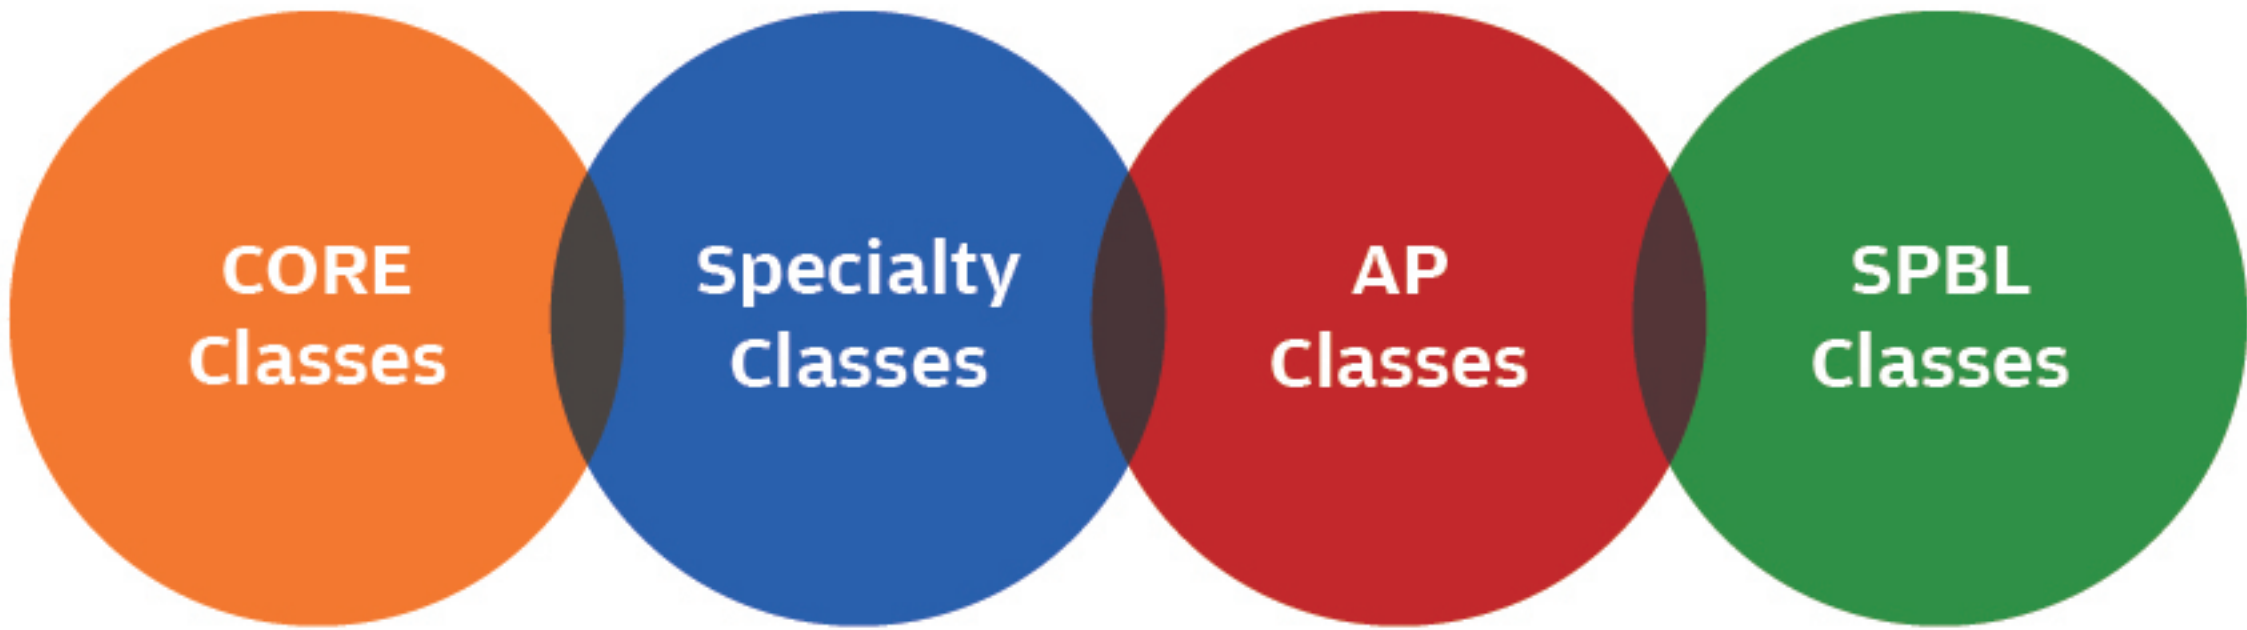 CORE
Classes
Specialty
Classes
AP
Classes
SPBL
Classes